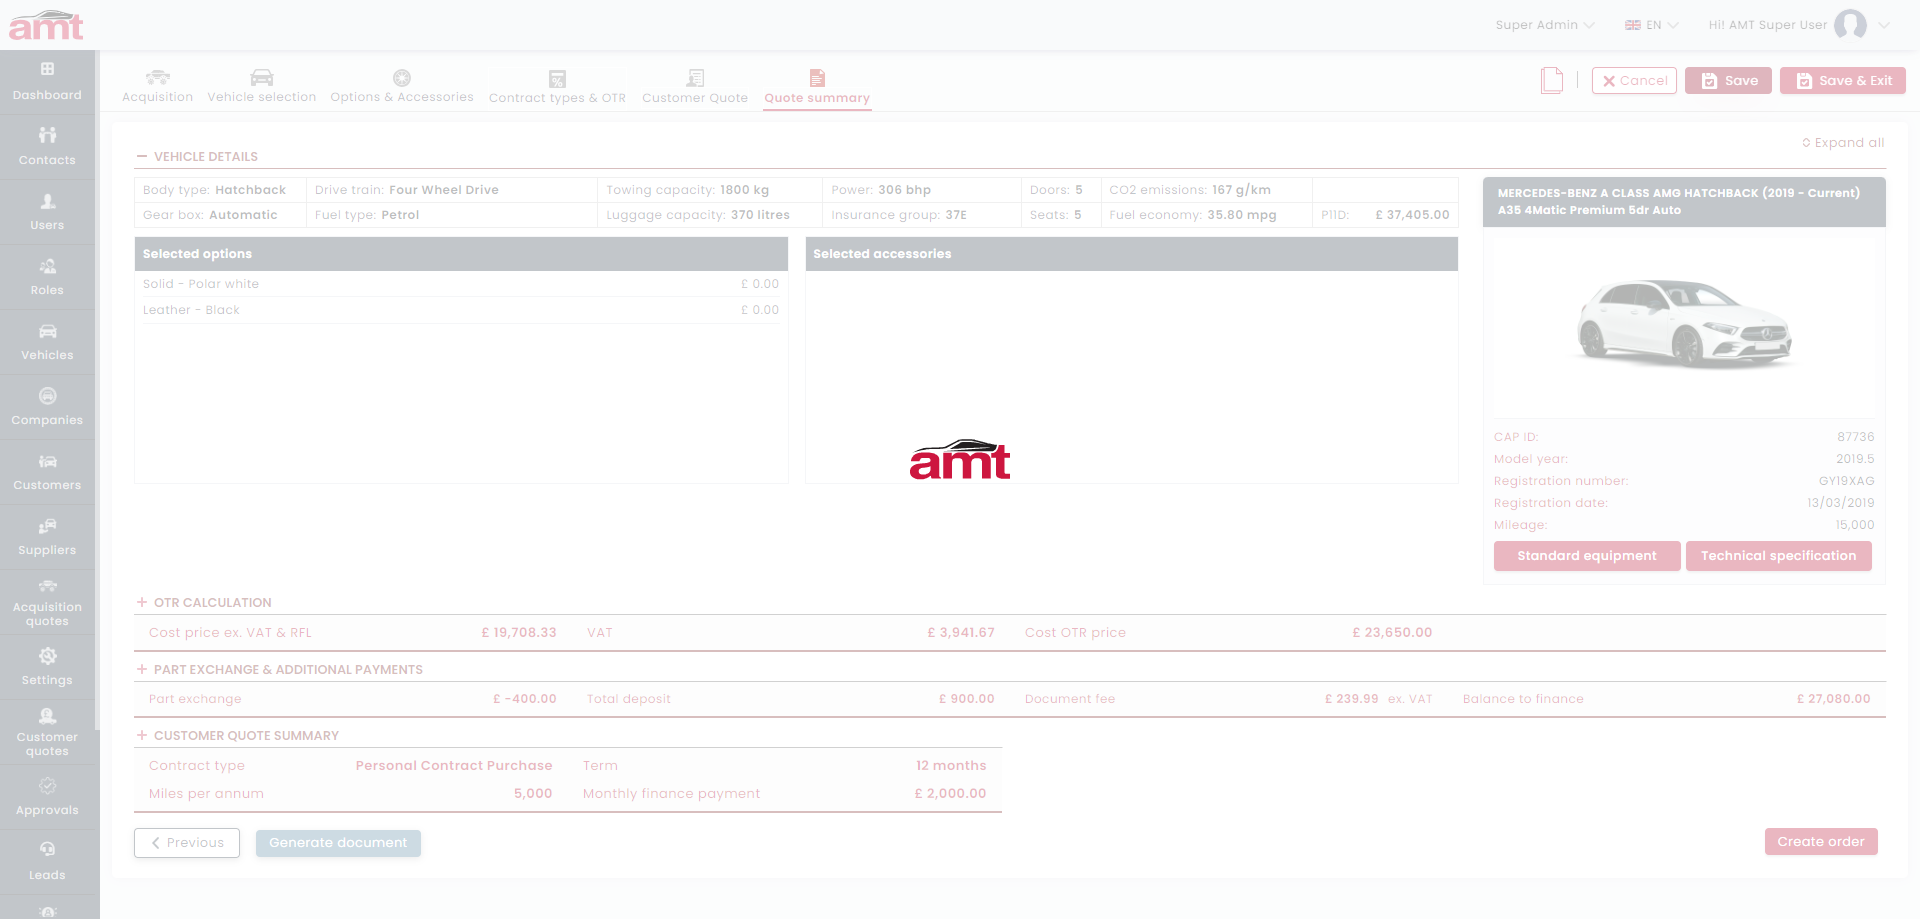 amt
Super Admin
EN
Hi! AMT Super User
Dashboard
Contacts
Users
Roles
Vehicles
Companies
Customers
Suppliers
Acquisition
quotes
Settings
Customer
quotes
Approvals
Leads
Acquisition
Vehicle selection
Options & Accessories
Contract types & OTR
Customer Quote
Quote summary
Cancel
Save
Save & Exit
Expand all
VEHICLE DETAILS
Body type: Hatchback
Drive train: Four Wheel Drive
Towing capacity: 1800 kg
Power: 306 bhp
Doors: 5
CO2 emissions: 167 g/km
Gear box: Automatic
Fuel type: Petrol
Luggage capacity: 370 litres
Insurance group: 37E
Seats: 5
Fuel economy: 35.80 mpg
P11D: £ 37,405.00
Selected options
Solid - Polar white £ 0.00
Leather - Black £ 0.00
Selected accessories
amt
MERCEDES-BENZ A CLASS AMG HATCHBACK (2019 - Current)
A35 4Matic Premium 5dr Auto
CAP ID: 87736
Model year: 2019.5
Registration number: GY19XAG
Registration date: 13/03/2019
Mileage: 15,000
Standard equipment
Technical specification
OTR CALCULATION
Cost price ex. VAT & RFL £ 19,708.33
VAT £ 3,941.67
Cost OTR price £ 23,650.00
PART EXCHANGE & ADDITIONAL PAYMENTS
Part exchange £ -400.00
Total deposit £ 900.00
Document fee £ 239.99 ex. VAT
Balance to finance £ 27,080.00
CUSTOMER QUOTE SUMMARY
Contract type Personal Contract Purchase
Term 12 months
Miles per annum 5,000
Monthly finance payment £ 2,000.00
Previous
Generate document
Create order